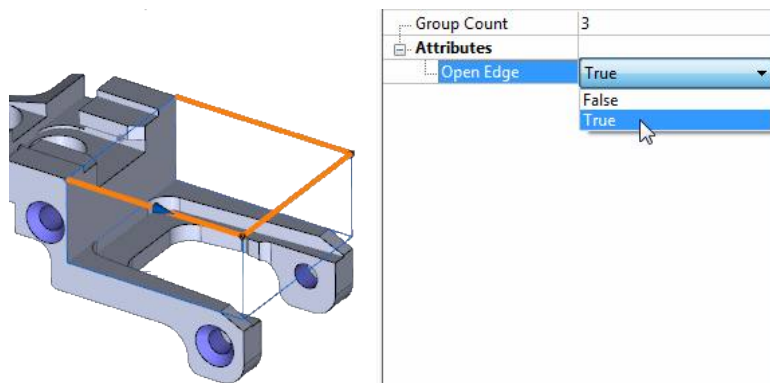 Group Count 3
Attributes
Open Edge True
False
True